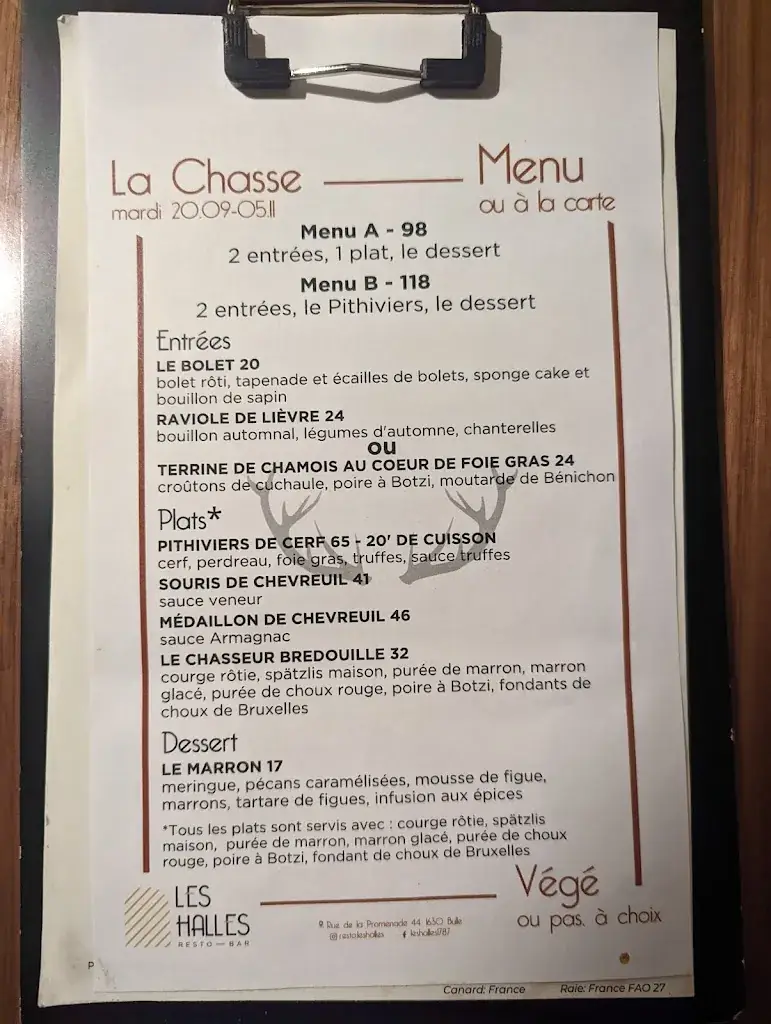 La Chasse
Menu
mardi 20.09-05.11
ou à la carte
Menu A - 98
2 entrées, 1 plat, le dessert
Menu B - 118
2 entrées, le Pithiviers, le dessert
Entrées
LE BOLET 20
bolet rôti, tapenade et écailles de bolets, sponge cake et
bouillon de sapin
RAVIOLE DE LIÈVRE 24
bouillon automnal, légumes d'automne, chanterelles
ou
TERRINE DE CHAMOIS AU COEUR DE FOIE GRAS 24
croûtons de cuchaule, poire à Botzi, moutarde de Bénichon
Plats*
PITHIVIERS DE CERF 65 - 20' DE CUISSON
cerf, perdreau, foie gras, truffes, sauce truffes
SOURIS DE CHEVREUIL 41
sauce veneur
MÉDAILLON DE CHEVREUIL 46
sauce Armagnac
LE CHASSEUR BREDOUILLE 32
courge rôtie, spätzlis maison, purée de marron, marron
glacé, purée de choux rouge, poire à Botzi, fondants de
choux de Bruxelles
Dessert
LE MARRON 17
meringue, pécans caramélisées, mousse de figue,
marrons, tartare de figues, infusion aux épices
*Tous les plats sont servis avec : courge rôtie, spätzlis
maison, purée de marron, marron glacé, purée de choux
rouge, poire à Botzi, fondant de choux de Bruxelles
Végé
ou pas, à choix
LES
HALLES
RESTO — BAR
Rue de la Promenade 44 1630 Bulle
restoleshalles leshalles1787
P
Canard: France Raie: France FAO 27